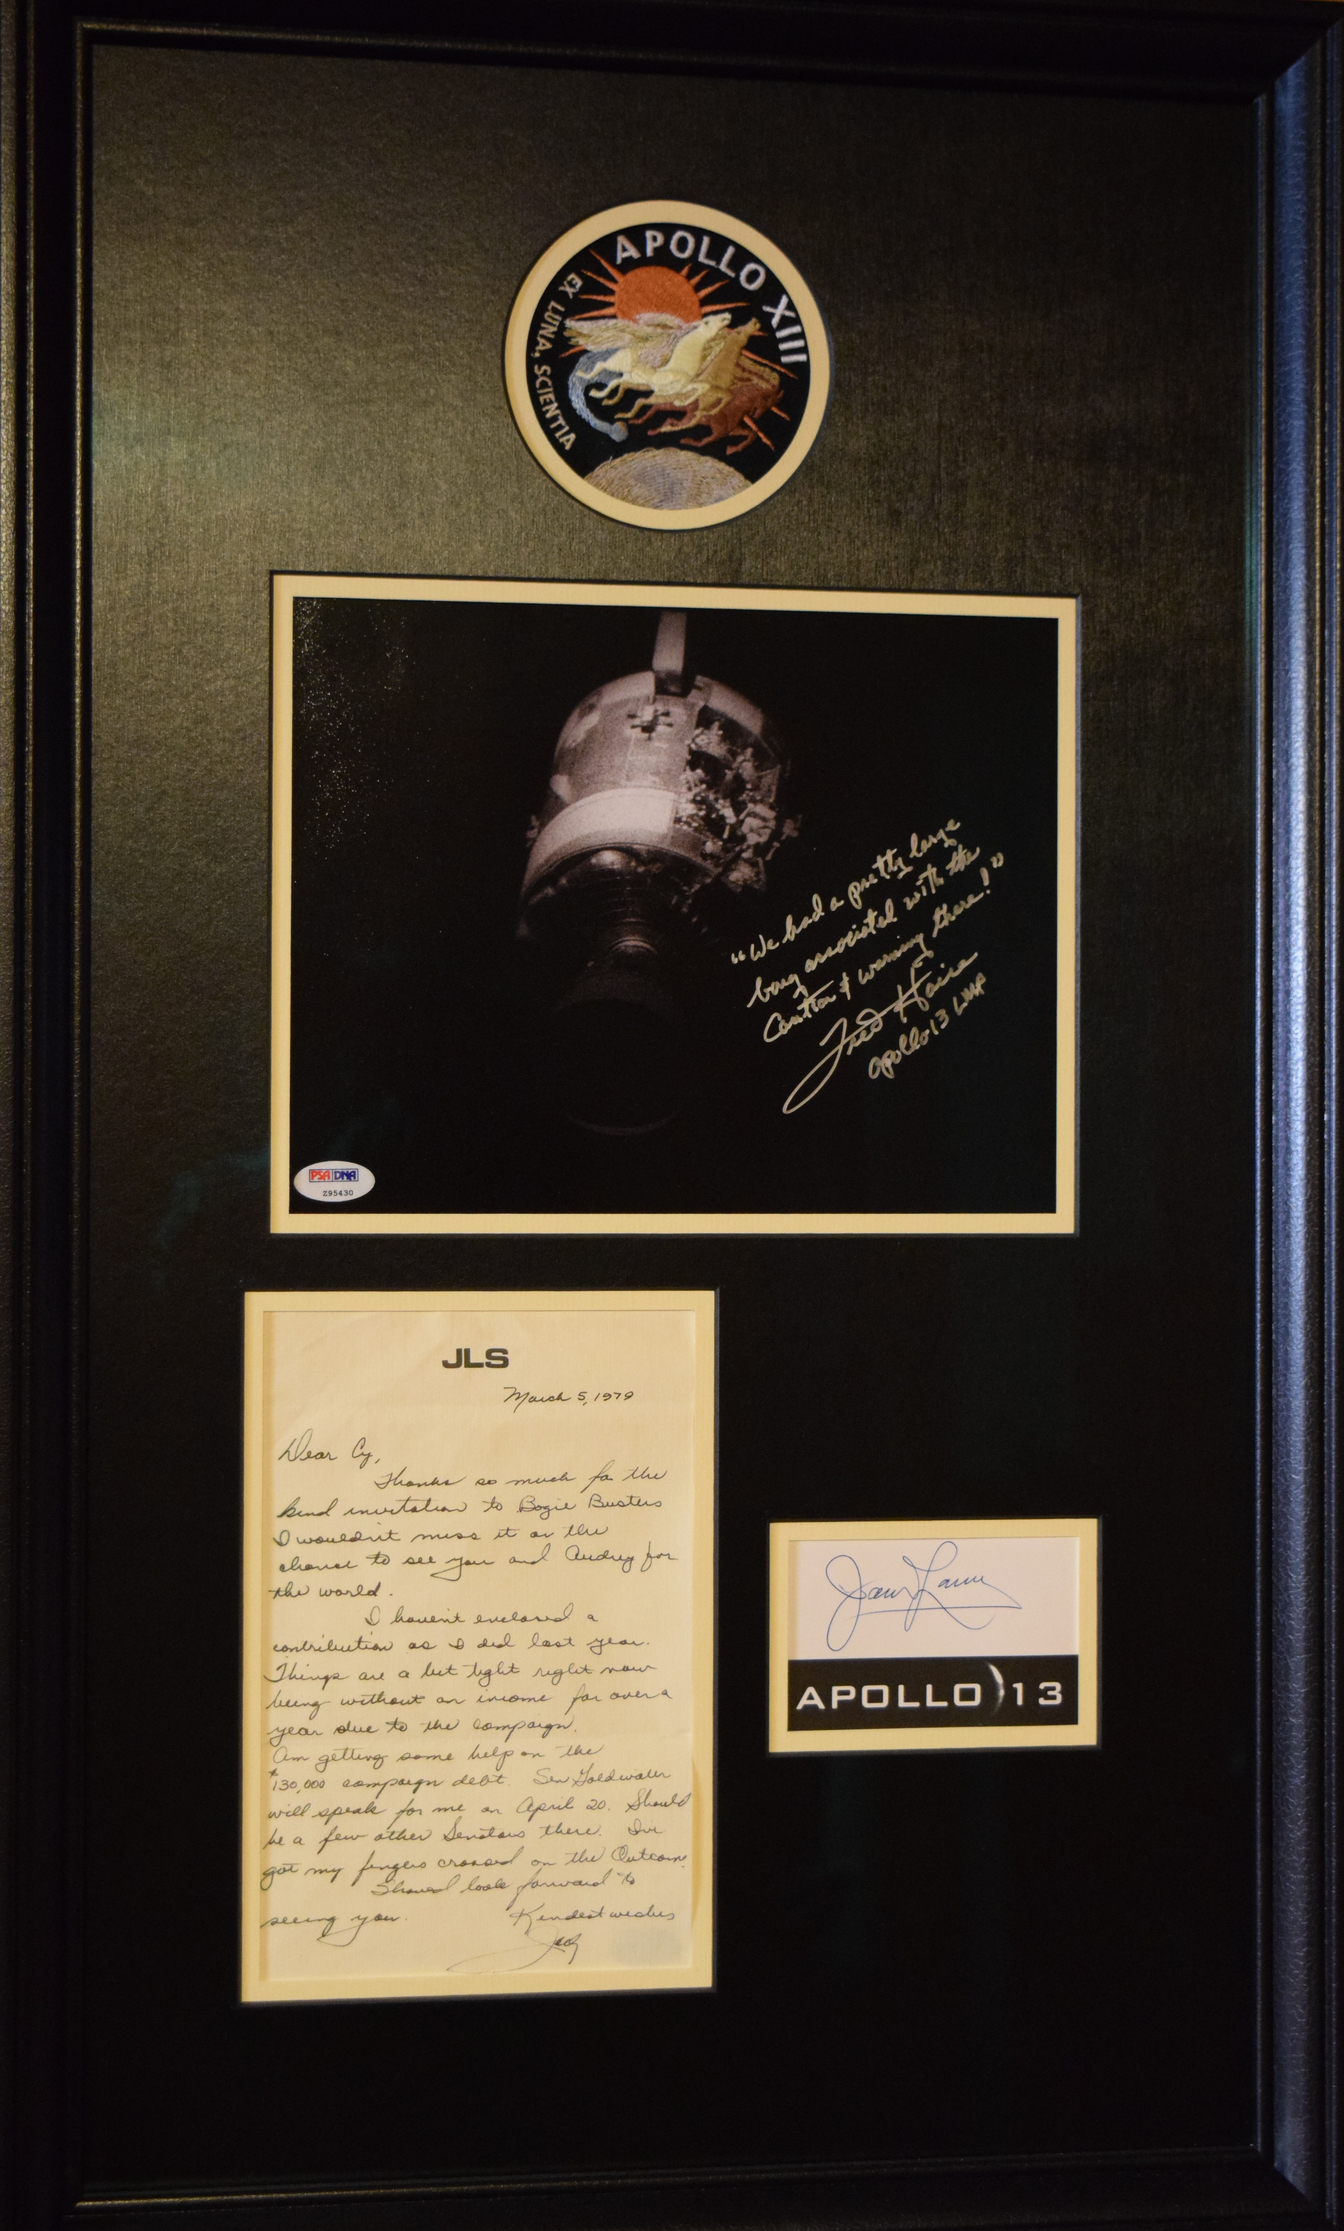 APOLLO XIII
EX LUNA, SCIENTIA
"We had a pretty large
bang associated with the
Caution & warning there!"
Fred Haise
Apollo 13 LMP
PSA DNA
Z95430
JLS
March 5, 1979
Dear Cy,
Thanks so much for the
kind invitation to Bogie Busters
I wouldn't miss it or the
chance to see you and Audrey for
the world.
I haven't enclosed a
contribution as I did last year.
Things are a bit tight right now
being without an income for over a
year due to the campaign.
Am getting some help on the
$130,000 campaign debt. Sen Goldwater
will speak for me on April 20. Should
be a few other Senators there. I've
got my fingers crossed on the Outcome.
Shall look forward to
seeing you. Kindest wishes
Jack
APOLLO 13